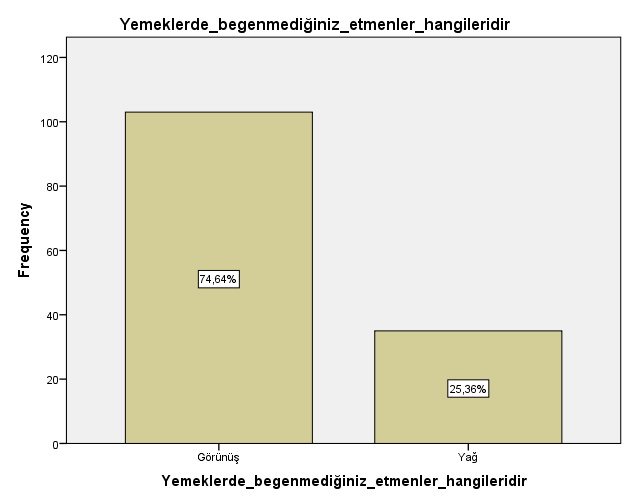 Yemeklerde_begenmediğiniz_etmenler_hangileridir
120
100
80
60
40
20
0
Frequency
74,64%
25,36%
Görünüş
Yağ
Yemeklerde_begenmediğiniz_etmenler_hangileridir